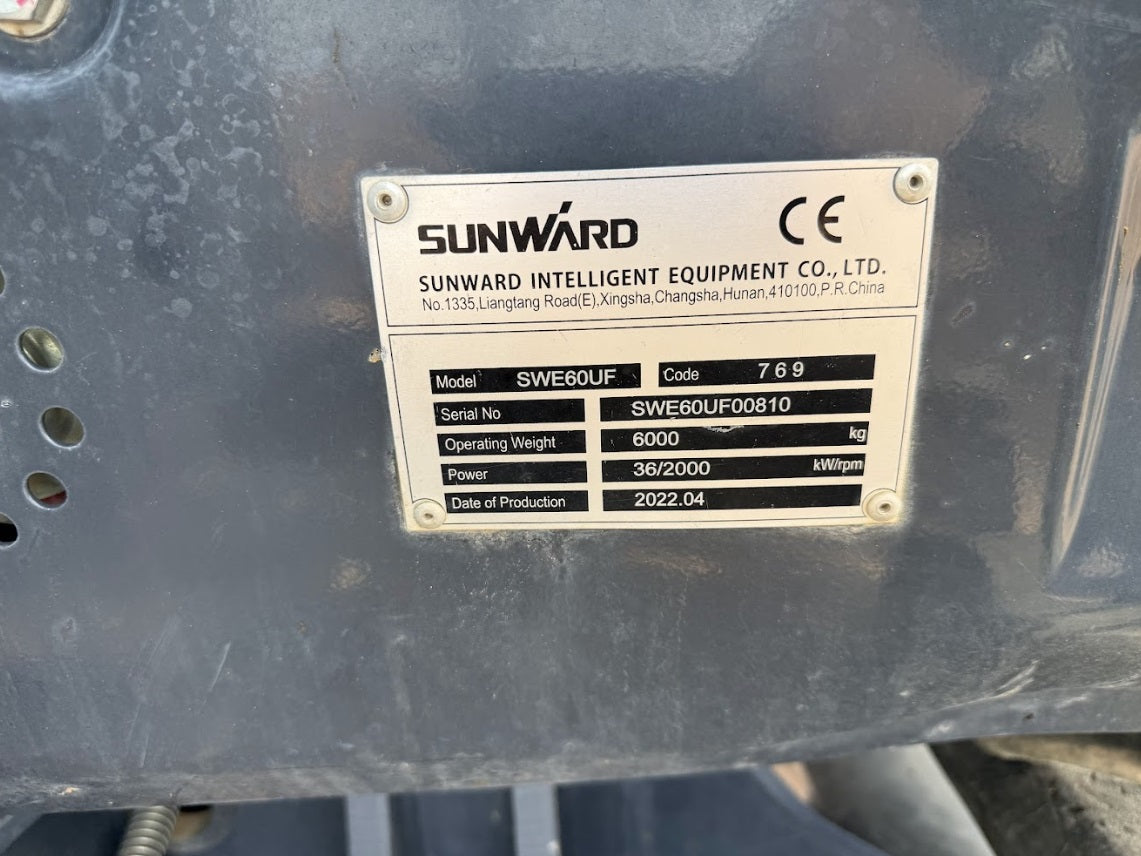 SUNWARD CE
SUNWARD INTELLIGENT EQUIPMENT CO., LTD.
No.1335,Liangtang Road(E),Xingsha,Changsha,Hunan,410100,P.R.China
Model SWE60UF Code 769
Serial No SWE60UF00810
Operating Weight 6000 kg
Power 36/2000 kW/rpm
Date of Production 2022.04